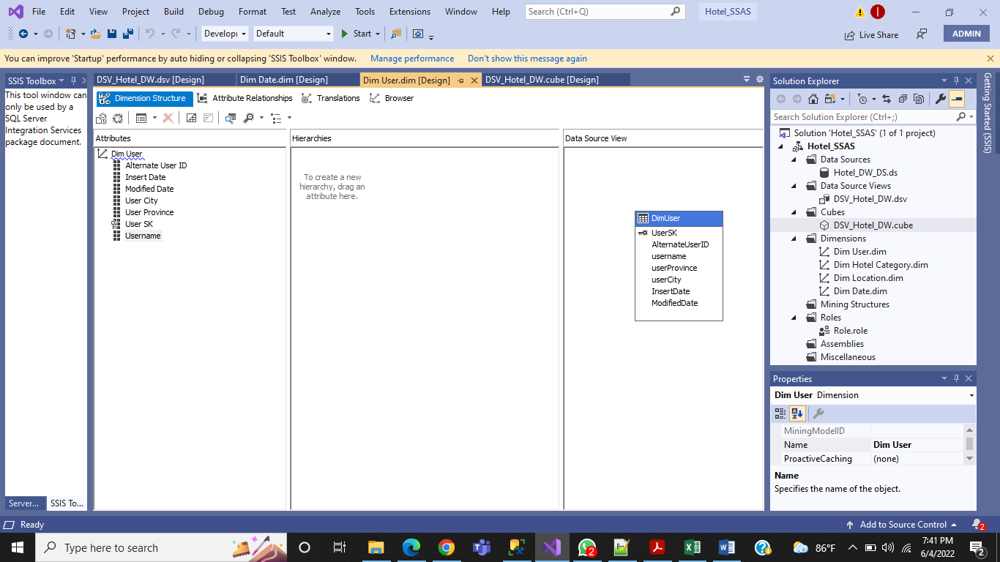 File Edit View Project Build Debug Format Test Analyze Tools Extensions Window Help Search (Ctrl+Q) Hotel_SSAS
Default Start Live Share ADMIN
You can improve 'Startup' performance by auto hiding or collapsing 'SSIS Toolbox' window. Manage performance Don't show this message again
SSIS Toolbox
This tool window can
only be used by a
SQL Server
Integration Services
package document.
Server... SSIS To...
DSV_Hotel_DW.dsv [Design] Dim Date.dim [Design] Dim User.dim [Design] DSV_Hotel_DW.cube [Design]
Dimension Structure Attribute Relationships Translations Browser
Attributes
Dim User
Alternate User ID
Insert Date
Modified Date
User City
User Province
User SK
Username
Hierarchies
To create a new
hierarchy, drag an
attribute here.
Data Source View
DimUser
UserSK
AlternateUserID
username
userProvince
userCity
InsertDate
ModifiedDate
Solution Explorer
Search Solution Explorer (Ctrl+;)
Solution 'Hotel_SSAS' (1 of 1 project)
Hotel_SSAS
Data Sources
Hotel_DW_DS.ds
Data Source Views
DSV_Hotel_DW.dsv
Cubes
DSV_Hotel_DW.cube
Dimensions
Dim User.dim
Dim Hotel Category.dim
Dim Location.dim
Dim Date.dim
Mining Structures
Roles
Role.role
Assemblies
Miscellaneous
Properties
Dim User Dimension
MiningModelID
Name Dim User
ProactiveCaching (none)
Name
Specifies the name of the object.
Getting Started (SSIS)
Ready Add to Source Control 2
Type here to search 2 86°F 7:41 PM
6/4/2022 2